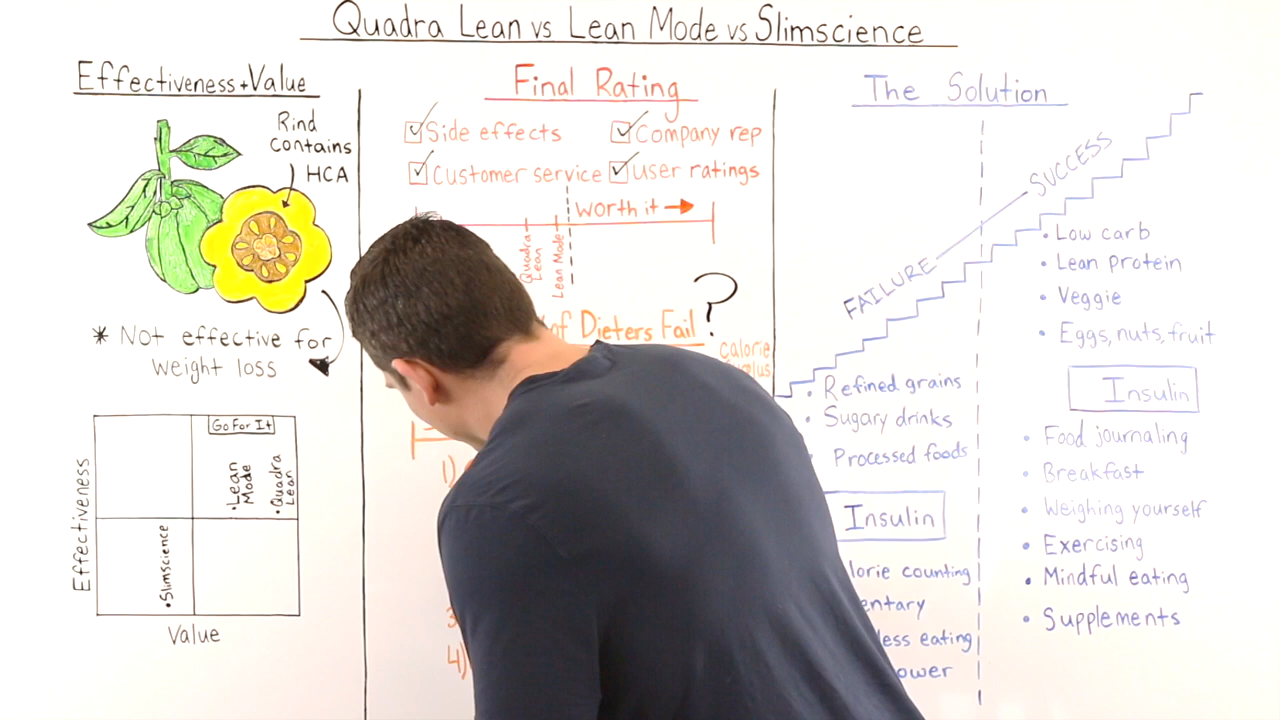 Quadra Lean vs Lean Mode vs Slimscience
Effectiveness+Value
Rind
contains
HCA
* Not effective for
weight loss
Effectiveness
Go For It
Lean
Mode
Quadra
Lean
Slimscience
Value
Final Rating
Side effects
Company rep
Customer service
User ratings
worth it
Quadra
Lean
Lean Mode
of Dieters Fail ?
calorie
1)
3
4)
The Solution
FAILURE
SUCCESS
• Refined grains
• Sugary drinks
• Processed foods
Insulin
counting
less eating
• Low carb
• Lean protein
• Veggie
• Eggs, nuts, fruit
Insulin
• Food journaling
• Breakfast
• Weighing yourself
• Exercising
• Mindful eating
• Supplements